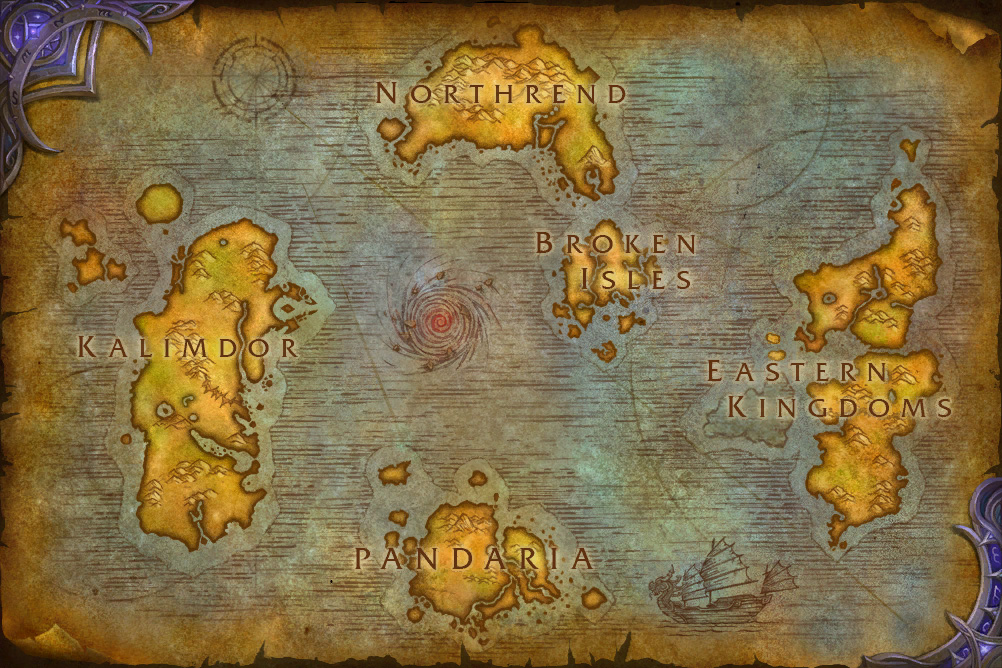 NORTHREND
BROKEN
ISLES
KALIMDOR
EASTERN
KINGDOMS
PANDARIA